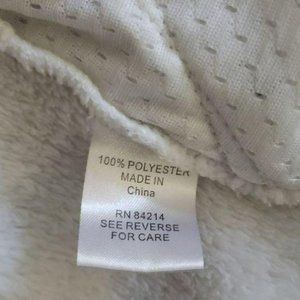 100% POLYESTER
MADE IN
China
RN 84214
SEE REVERSE
FOR CARE